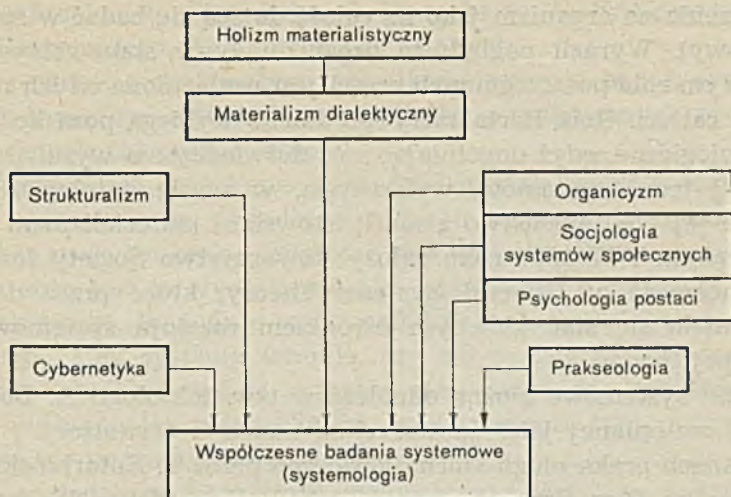 Holizm materialistyczny
Materializm dialektyczny
Strukturalizm
Organicyzm
Socjologia
systemów społecznych
Psychologia postaci
Cybernetyka
Prakseologia
Współczesne badania systemowe
(systemologia)